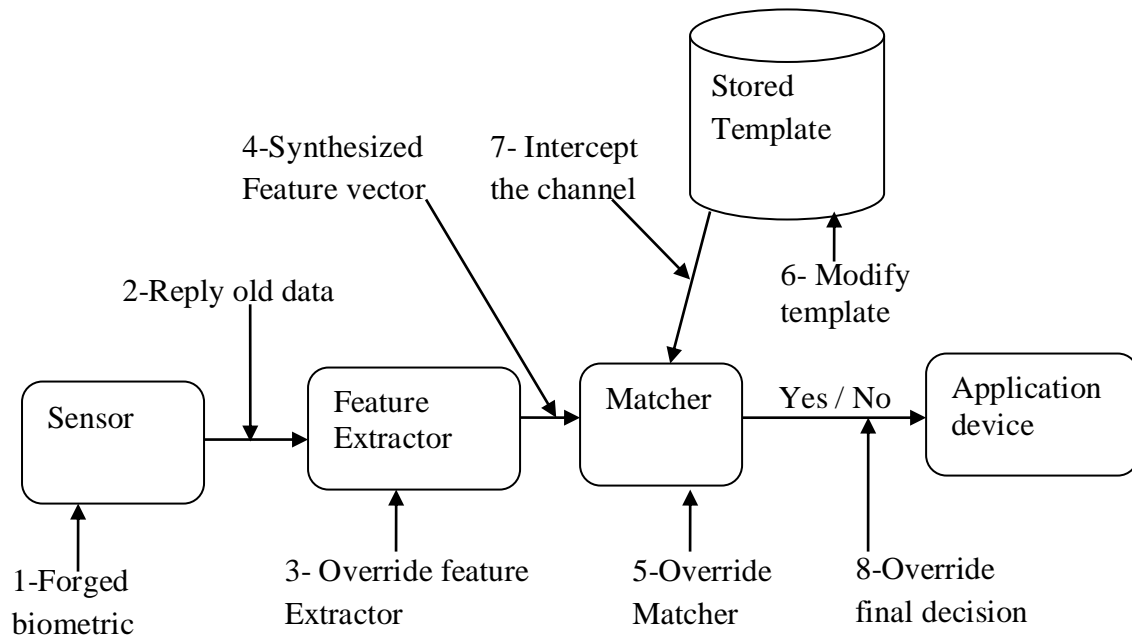 Stored
Template
4-Synthesized
Feature vector
7- Intercept
the channel
6- Modify
template
2-Reply old data
Sensor
Feature
Extractor
Matcher
Yes / No
Application
device
1-Forged
biometric
3- Override feature
Extractor
5-Override
Matcher
8-Override
final decision